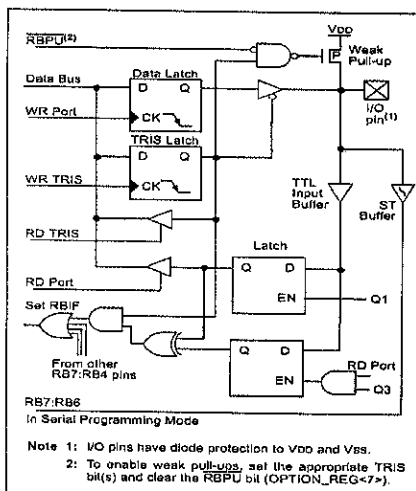 RBPU(2)
VDD
Weak
Pull-up
P
Data Bus
Data Latch
D Q
WR Port
CK
I/O
pin(1)
TRIS Latch
D Q
WR TRIS
CK
TTL
Input
Buffer
ST
Buffer
RD TRIS
Latch
Q D
RD Port
EN
Q1
Set RBIF
Q D
From other
RB7:RB4 pins
RD Port
EN
Q3
RB7:RB6
In Serial Programming Mode
Note 1: I/O pins have diode protection to VDD and VSS.
2: To enable weak pull-ups, set the appropriate TRIS
bit(s) and clear the RBPU bit (OPTION_REG<7>).